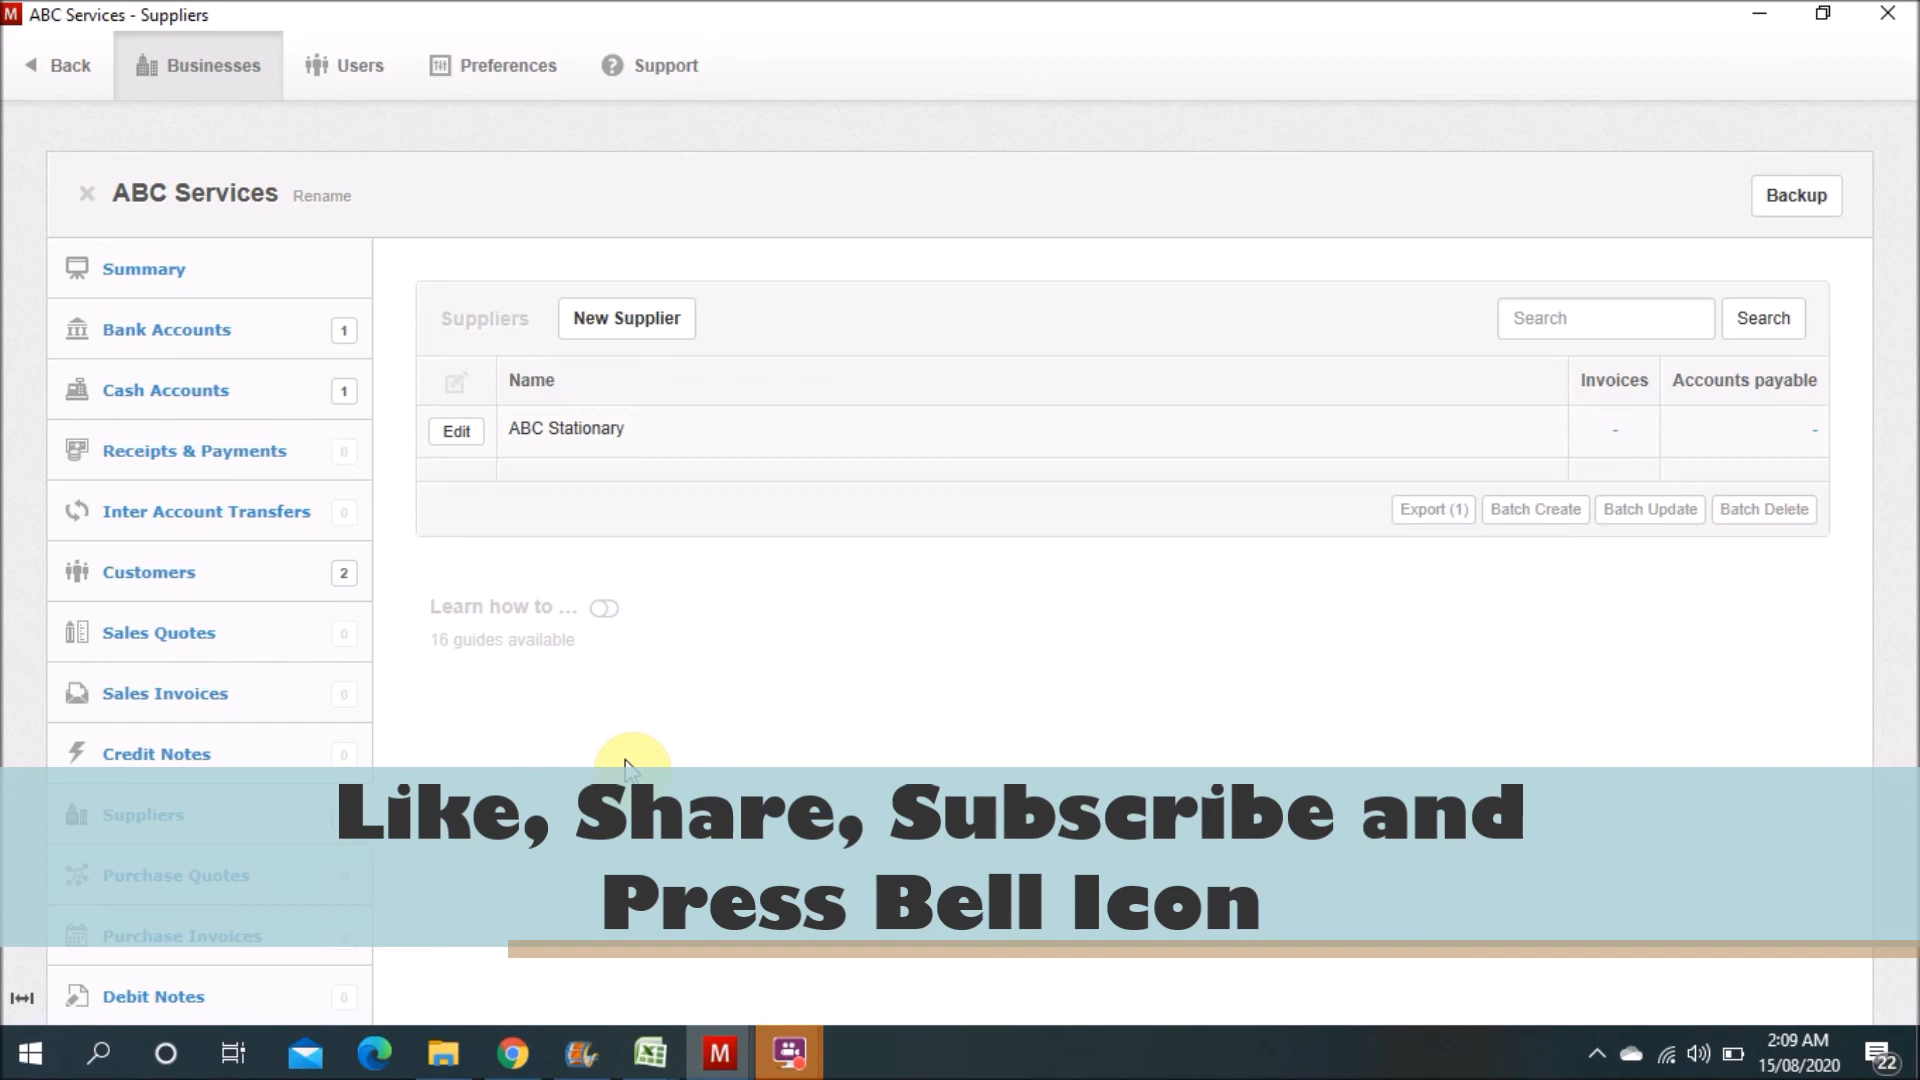 M ABC Services - Suppliers
Back
Businesses
Users
Preferences
? Support
ABC Services Rename
Backup
Summary
Bank Accounts 1
Cash Accounts 1
Receipts & Payments 0
Inter Account Transfers 0
Customers 2
Sales Quotes 0
Sales Invoices 0
Credit Notes 0
Suppliers
Purchase Quotes 0
Purchase Invoices 0
Debit Notes 0
Suppliers
New Supplier
Search
Search
Name
Invoices
Accounts payable
Edit
ABC Stationary
-
-
Export (1)
Batch Create
Batch Update
Batch Delete
Learn how to ...
16 guides available
Like, Share, Subscribe and
Press Bell Icon
M
2:09 AM
15/08/2020
22